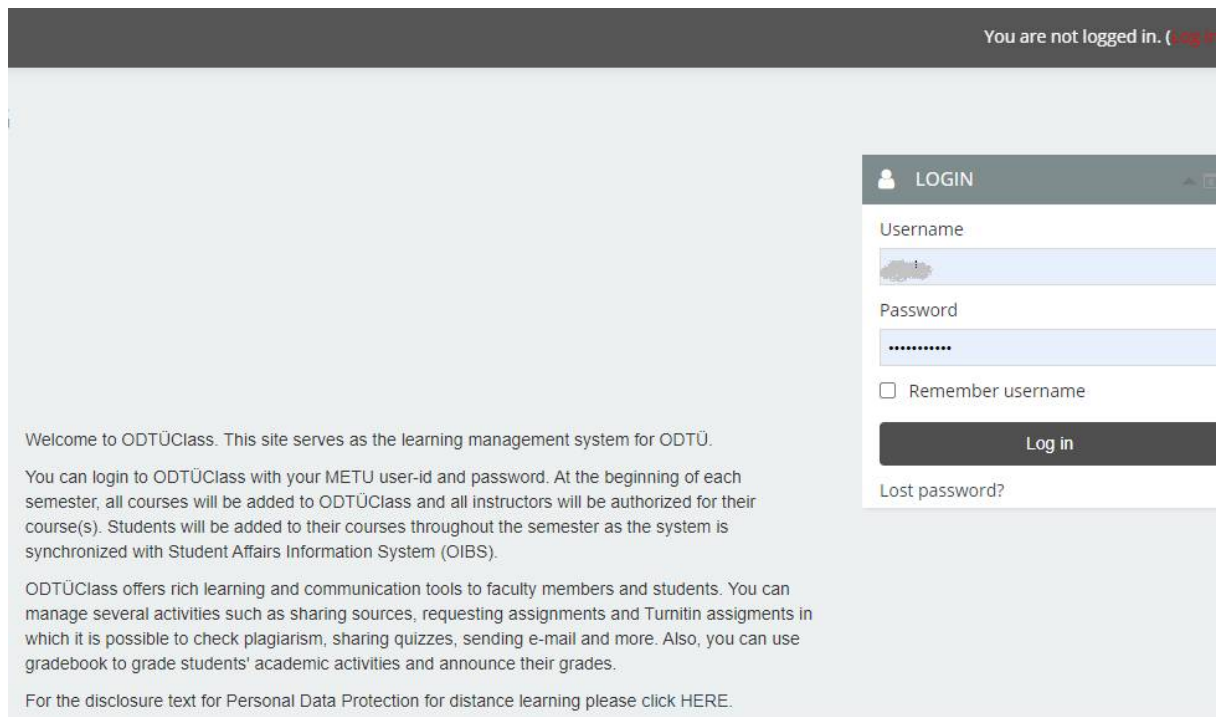 You are not logged in. (Log in
LOGIN
Username
Password
Remember username
Log in
Lost password?
Welcome to ODTÜClass. This site serves as the learning management system for ODTÜ.
You can login to ODTÜClass with your METU user-id and password. At the beginning of each
semester, all courses will be added to ODTÜClass and all instructors will be authorized for their
course(s). Students will be added to their courses throughout the semester as the system is
synchronized with Student Affairs Information System (OIBS).
ODTÜClass offers rich learning and communication tools to faculty members and students. You can
manage several activities such as sharing sources, requesting assignments and Turnitin assigments in
which it is possible to check plagiarism, sharing quizzes, sending e-mail and more. Also, you can use
gradebook to grade students' academic activities and announce their grades.
For the disclosure text for Personal Data Protection for distance learning please click HERE.